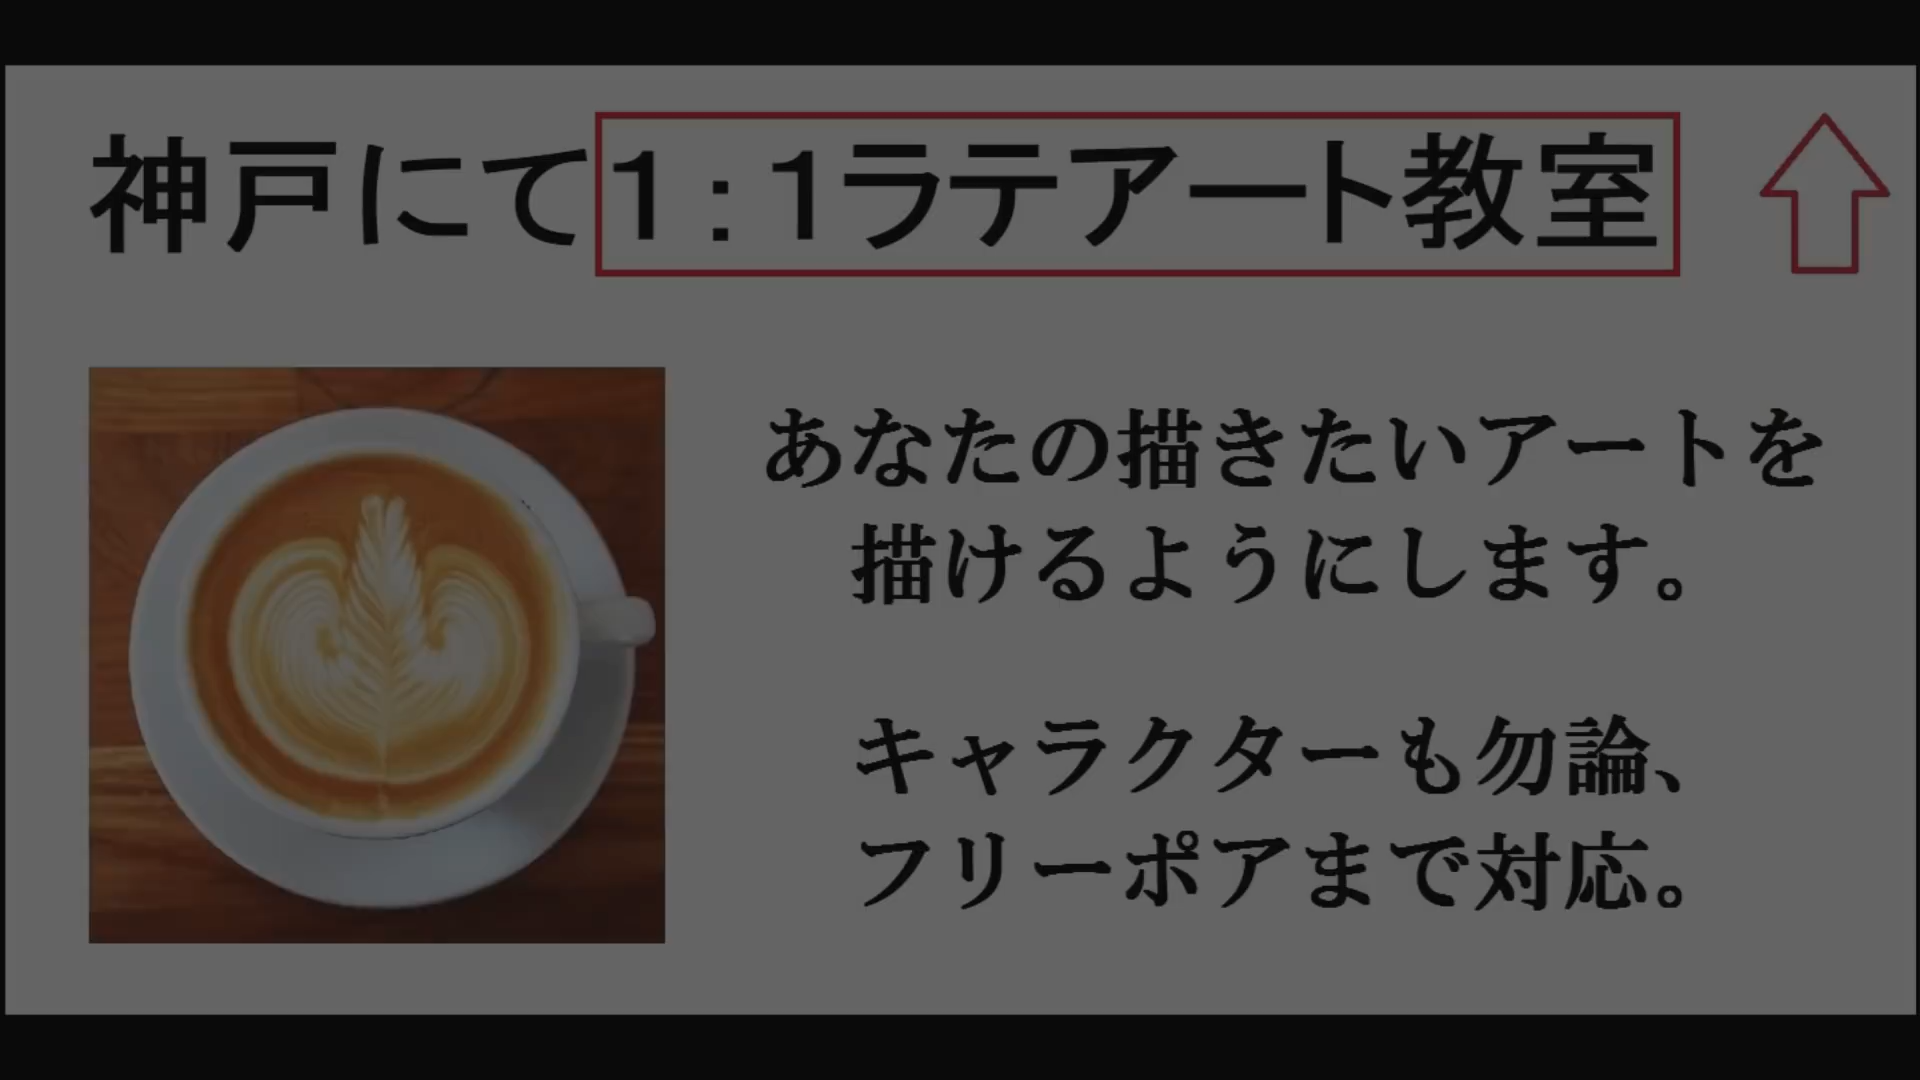 神戸にて1:1ラテアート教室
あなたの描きたいアートを
描けるようにします。
キャラクターも勿論、
フリーポアまで対応。